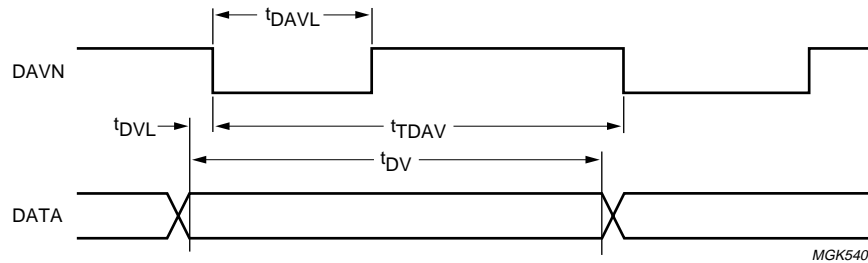 tDAVL
DAVN
tDVL
tTDAV
tDV
DATA
MGK540